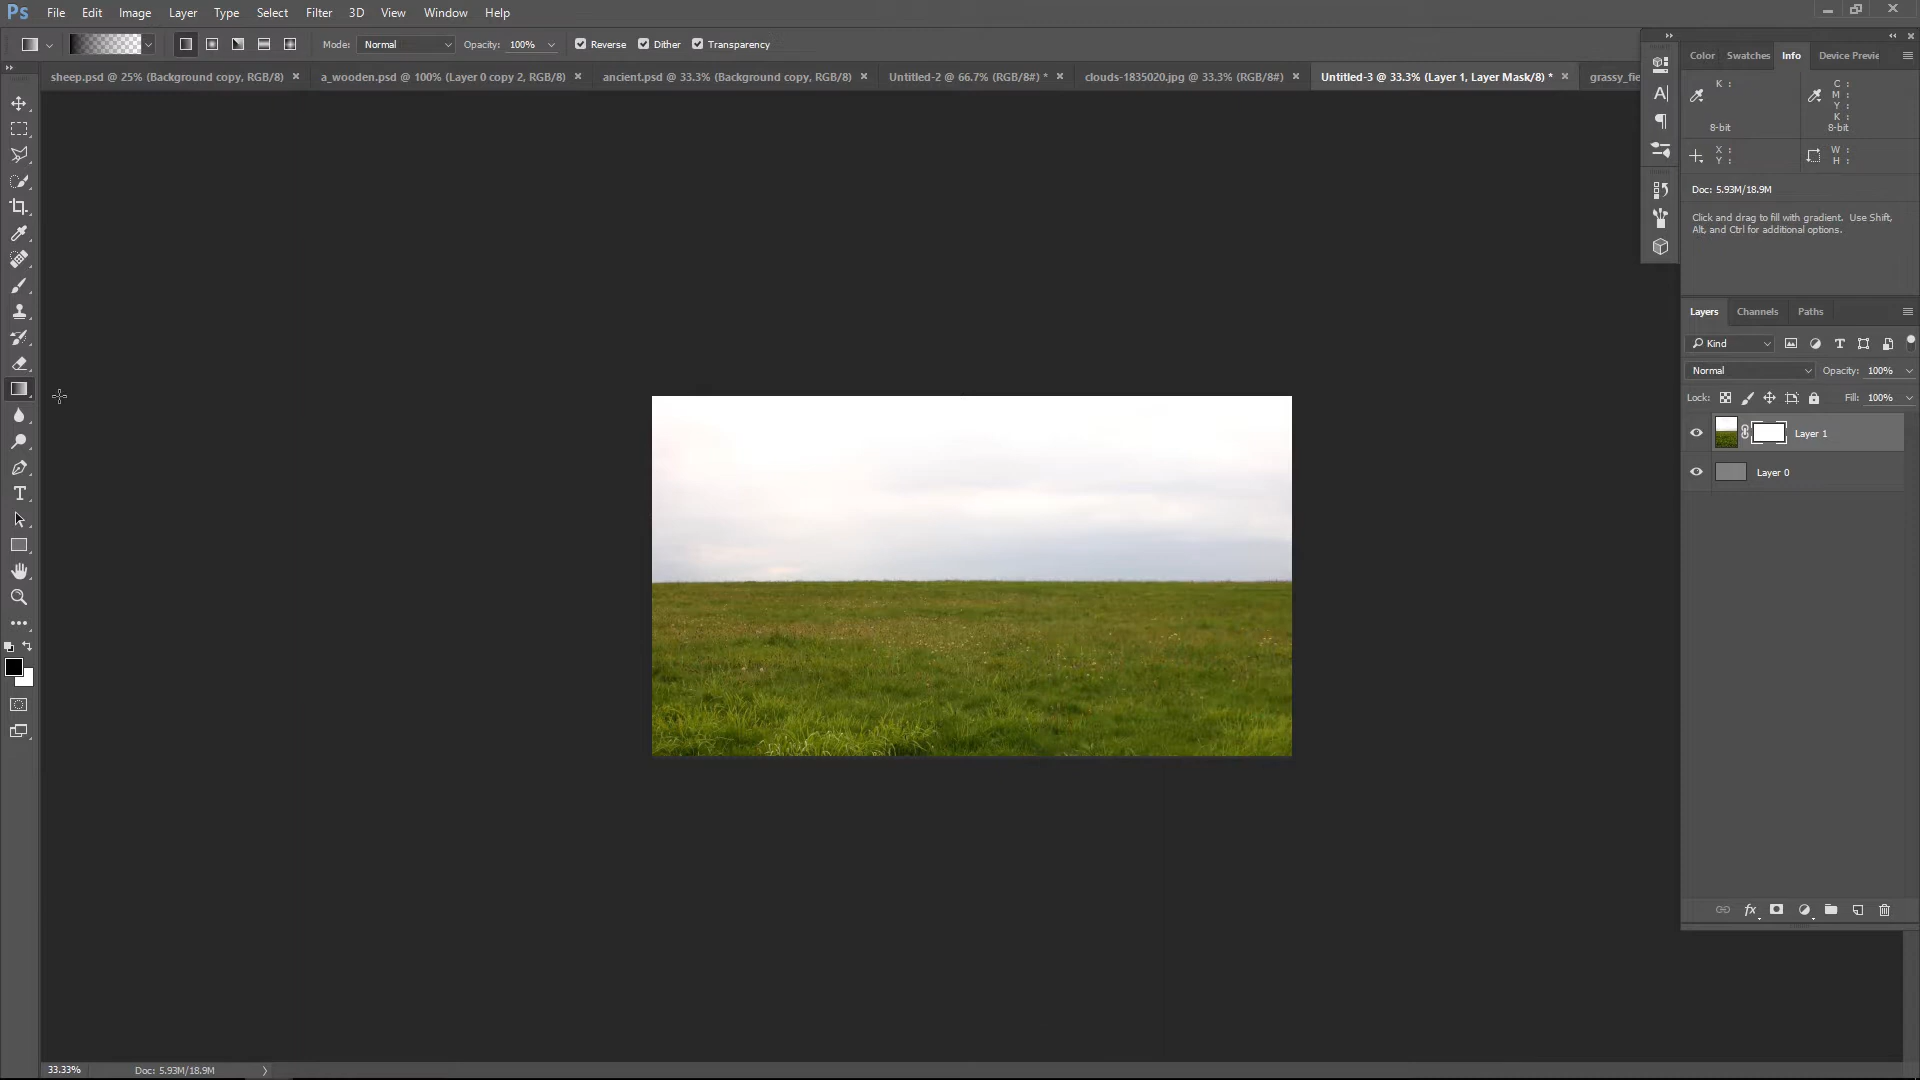 Ps File Edit Image Layer Type Select Filter 3D View Window Help
Mode: Normal Opacity: 100% Reverse Dither Transparency
sheep.psd @ 25% (Background copy, RGB/8) × a_wooden.psd @ 100% (Layer 0 copy 2, RGB/8) × ancient.psd @ 33.3% (Background copy, RGB/8) × Untitled-2 @ 66.7% (RGB/8#) * × clouds-1835020.jpg @ 33.3% (RGB/8#) × Untitled-3 @ 33.3% (Layer 1, Layer Mask/8) * × grassy_fie
Color Swatches Info Device Previe
K : C :
M :
Y :
K :
8-bit 8-bit
X : W :
Y : H :
Doc: 5.93M/18.9M
Click and drag to fill with gradient. Use Shift,
Alt, and Ctrl for additional options.
Layers Channels Paths
Kind
Normal Opacity: 100%
Lock: Fill: 100%
Layer 1
Layer 0
fx
33.33% Doc: 5.93M/18.9M